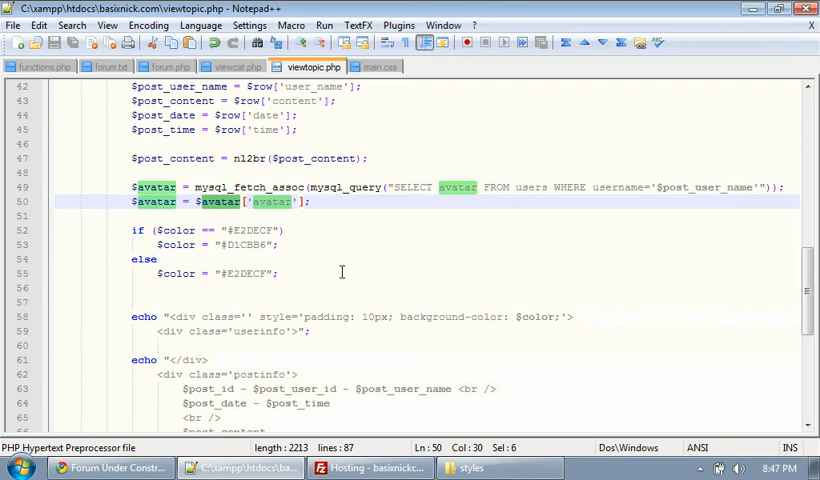 C:\xampp\htdocs\basixnick.com\viewtopic.php - Notepad++
File Edit Search View Encoding Language Settings Macro Run TextFX Plugins Window ? X
functions.php forum.txt forum.php viewcat.php viewtopic.php main.css
42 $post_user_name = $row['user_name'];
43 $post_content = $row['content'];
44 $post_date = $row['date'];
45 $post_time = $row['time'];
46
47 $post_content = nl2br($post_content);
48
49 $avatar = mysql_fetch_assoc(mysql_query("SELECT avatar FROM users WHERE username='$post_user_name'"));
50 $avatar = $avatar['avatar'];
51
52 if ($color == "#E2DECF")
53 $color = "#D1CBB6";
54 else
55 $color = "#E2DECF";
56
57
58 echo "<div class='' style='padding: 10px; background-color: $color;'>
59 <div class='userinfo'>";
60
61 echo "</div>
62 <div class='postinfo'>
63 $post_id - $post_user_id - $post_user_name <br />
64 $post_date - $post_time
65 <br />
66 $post_content
PHP Hypertext Preprocessor file length : 2213 lines : 87 Ln : 50 Col : 30 Sel : 6 Dos\Windows ANSI INS
Forum Under Constr... C:\xampp\htdocs\ba... Hosting - basixnickc... styles 8:47 PM